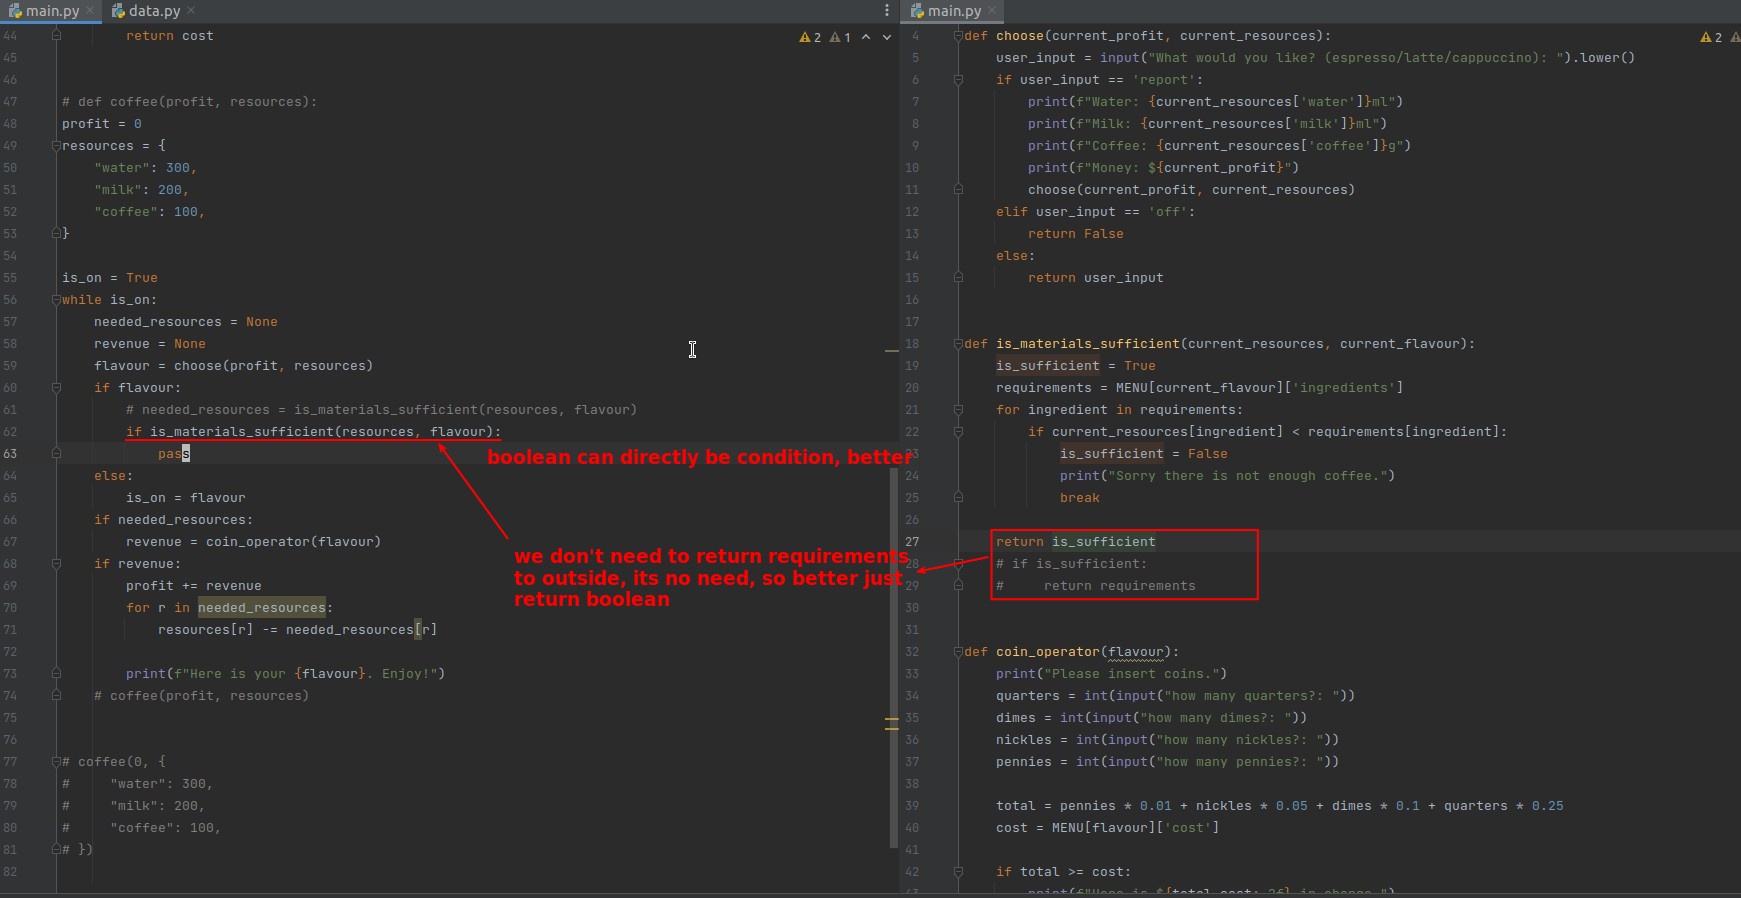 main.py
data.py
44 return cost
2 1
45
46
47 # def coffee(profit, resources):
48 profit = 0
49 resources = {
50 "water": 300,
51 "milk": 200,
52 "coffee": 100,
53 }
54
55 is_on = True
56 while is_on:
57 needed_resources = None
58 revenue = None
59 flavour = choose(profit, resources)
60 if flavour:
61 # needed_resources = is_materials_sufficient(resources, flavour)
62 if is_materials_sufficient(resources, flavour):
63 pass
boolean can directly be condition, better
64 else:
65 is_on = flavour
66 if needed_resources:
67 revenue = coin_operator(flavour)
68 if revenue:
69 profit += revenue
70 for r in needed_resources:
71 resources[r] -= needed_resources[r]
72
73 print(f"Here is your {flavour}. Enjoy!")
74 # coffee(profit, resources)
75
76
77 # coffee(0, {
78 # "water": 300,
79 # "milk": 200,
80 # "coffee": 100,
81 # })
82
we don't need to return requirements
to outside, its no need, so better just
return boolean
main.py
4 def choose(current_profit, current_resources):
2
5 user_input = input("What would you like? (espresso/latte/cappuccino): ").lower()
6 if user_input == 'report':
7 print(f"Water: {current_resources['water']}ml")
8 print(f"Milk: {current_resources['milk']}ml")
9 print(f"Coffee: {current_resources['coffee']}g")
10 print(f"Money: ${current_profit}")
11 choose(current_profit, current_resources)
12 elif user_input == 'off':
13 return False
14 else:
15 return user_input
16
17
18 def is_materials_sufficient(current_resources, current_flavour):
19 is_sufficient = True
20 requirements = MENU[current_flavour]['ingredients']
21 for ingredient in requirements:
22 if current_resources[ingredient] < requirements[ingredient]:
23 is_sufficient = False
24 print("Sorry there is not enough coffee.")
25 break
26
27 return is_sufficient
28 # if is_sufficient:
29 # return requirements
30
31
32 def coin_operator(flavour):
33 print("Please insert coins.")
34 quarters = int(input("how many quarters?: "))
35 dimes = int(input("how many dimes?: "))
36 nickles = int(input("how many nickles?: "))
37 pennies = int(input("how many pennies?: "))
38
39 total = pennies * 0.01 + nickles * 0.05 + dimes * 0.1 + quarters * 0.25
40 cost = MENU[flavour]['cost']
41
42 if total >= cost: